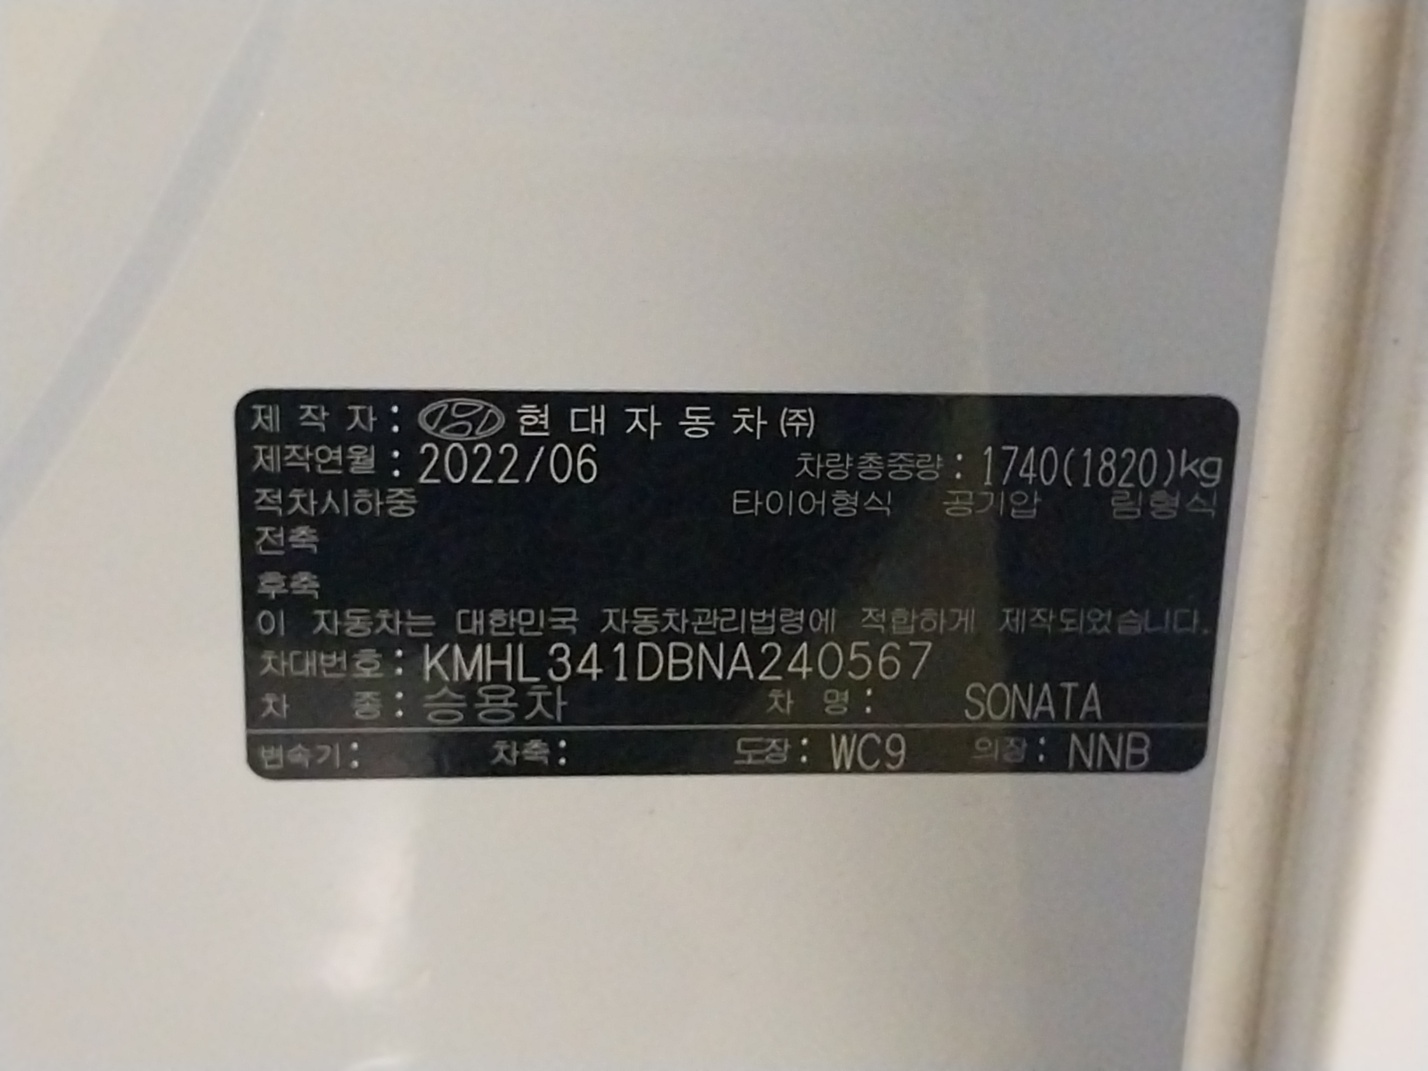 제 작 자 : 현 대 자 동 차 (주)
제작연월 : 2022/06 차량총중량 : 1740(1820)kg
적차시하중 타이어형식 공기압 림형식
전축
후축
이 자동차는 대한민국 자동차관리법령에 적합하게 제작되었습니다.
차대번호 : KMHL341DBNA240567
차 종 : 승용차 차 명 : SONATA
변속기 : 차축 : 도장 : WC9 의장 : NNB